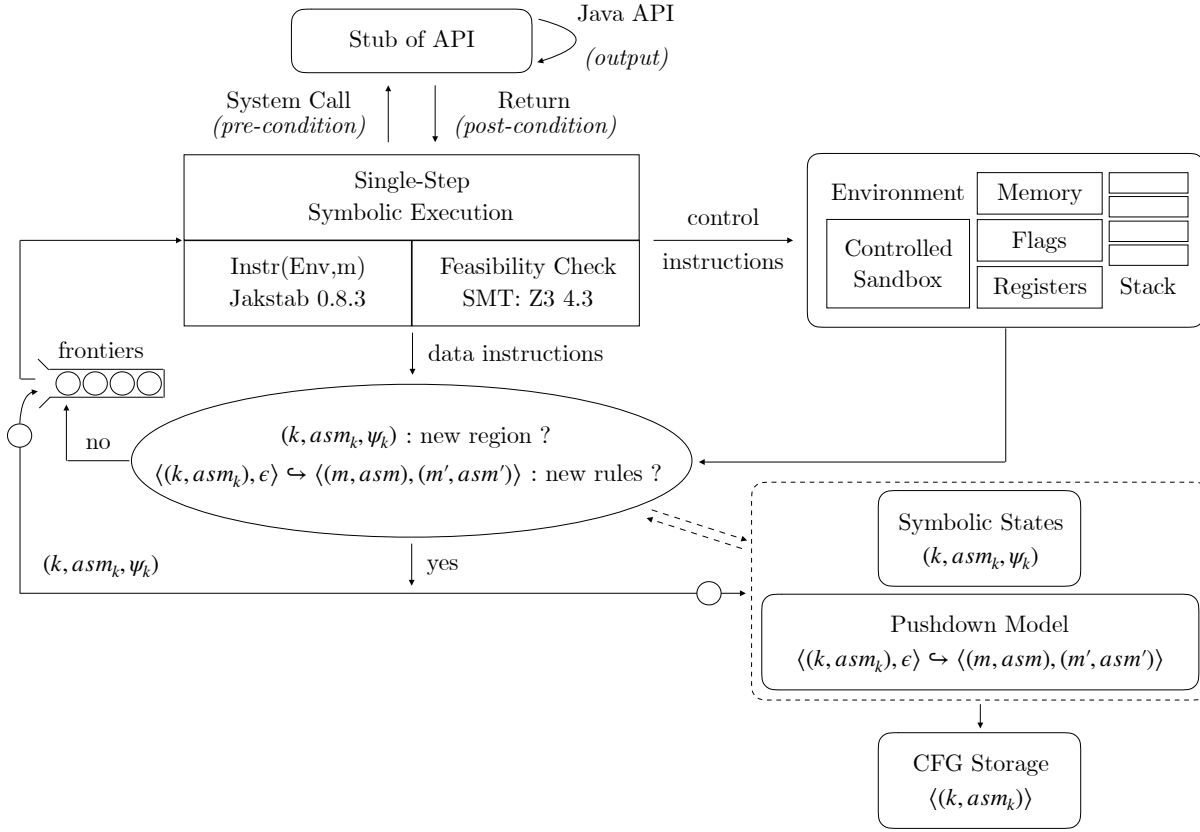 Stub of API
Java API
(output)
System Call
(pre-condition)
Return
(post-condition)
Single-Step
Symbolic Execution
Instr(Env,m)
Jakstab 0.8.3
Feasibility Check
SMT: Z3 4.3
control
instructions
Environment
Controlled
Sandbox
Memory
Flags
Registers
Stack
data instructions
frontiers
no
(k, asm_k, ψ_k) : new region ?
⟨(k, asm_k), ϵ⟩ ↪ ⟨(m, asm), (m′, asm′)⟩ : new rules ?
yes
(k, asm_k, ψ_k)
Symbolic States
(k, asm_k, ψ_k)
Pushdown Model
⟨(k, asm_k), ϵ⟩ ↪ ⟨(m, asm), (m′, asm′)⟩
CFG Storage
⟨(k, asm_k)⟩